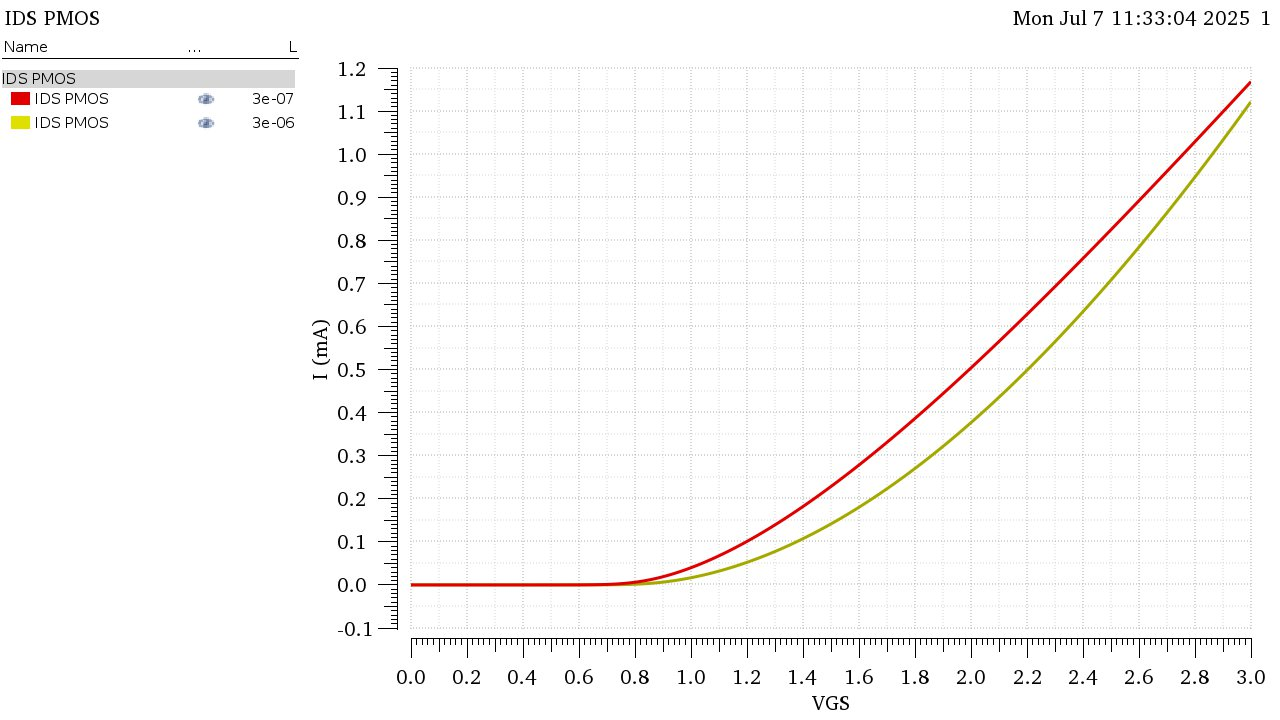 IDS PMOS
Mon Jul 7 11:33:04 2025 1
Name ... L
IDS PMOS
IDS PMOS 3e-07
IDS PMOS 3e-06
1.2
1.1
1.0
0.9
0.8
0.7
0.6
0.5
0.4
0.3
0.2
0.1
0.0
-0.1
I (mA)
0.0 0.2 0.4 0.6 0.8 1.0 1.2 1.4 1.6 1.8 2.0 2.2 2.4 2.6 2.8 3.0
VGS